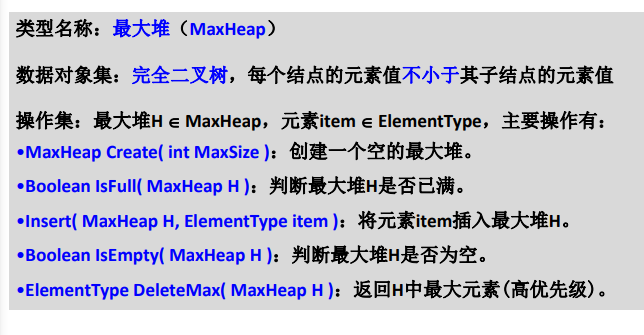 类型名称：最大堆（MaxHeap）
数据对象集：完全二叉树，每个结点的元素值不小于其子结点的元素值
操作集：最大堆H ∈ MaxHeap，元素item ∈ ElementType，主要操作有：
•MaxHeap Create( int MaxSize )：创建一个空的最大堆。
•Boolean IsFull( MaxHeap H )：判断最大堆H是否已满。
•Insert( MaxHeap H, ElementType item )：将元素item插入最大堆H。
•Boolean IsEmpty( MaxHeap H )：判断最大堆H是否为空。
•ElementType DeleteMax( MaxHeap H )：返回H中最大元素(高优先级)。